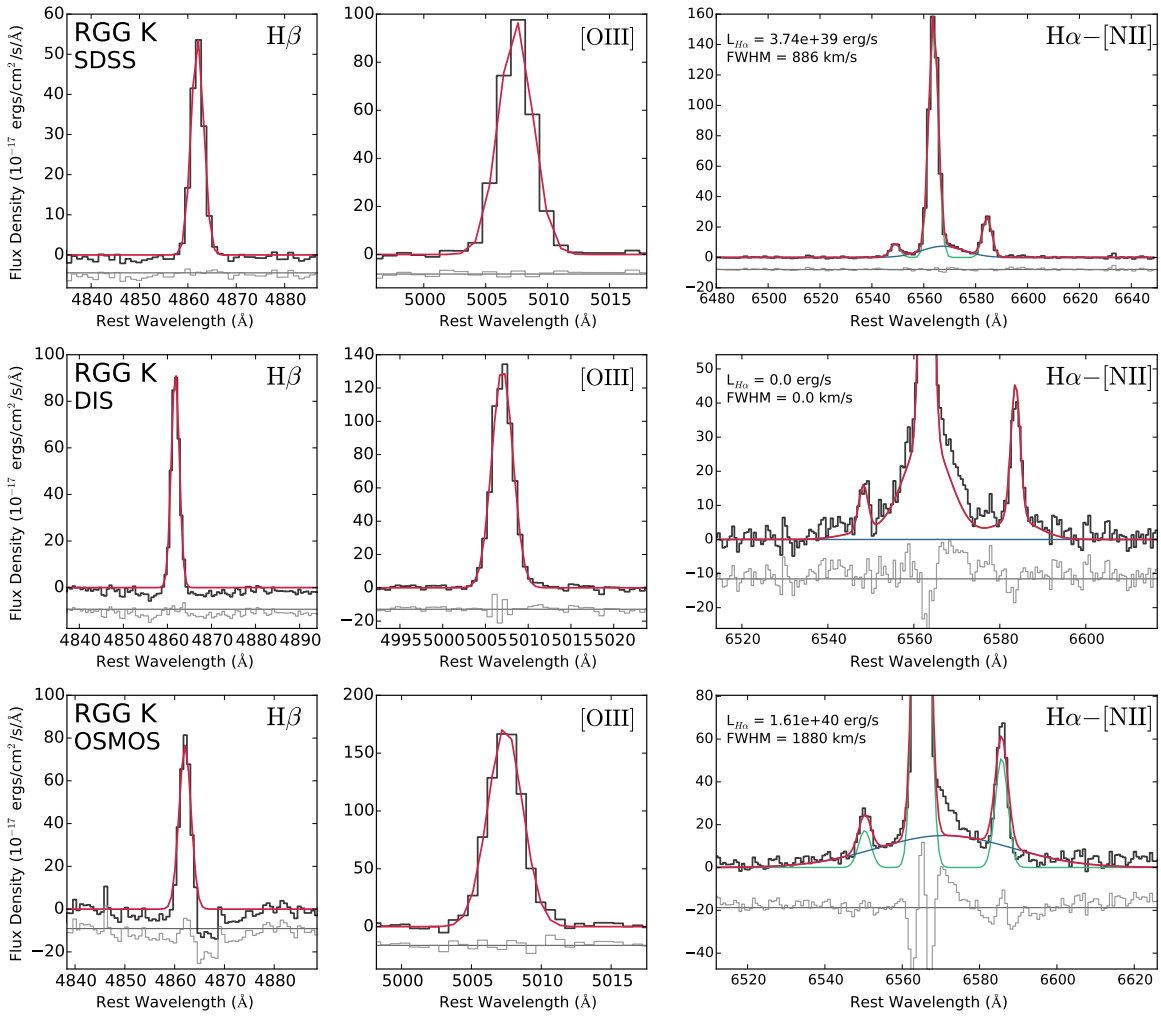 RGG K
SDSS
Hβ
[OIII]
Hα−[NII]
L_Hα = 3.74e+39 erg/s
FWHM = 886 km/s
Flux Density (10⁻¹⁷ ergs/cm²/s/Å)
60
50
40
30
20
10
0
4840 4850 4860 4870 4880
Rest Wavelength (Å)
100
80
60
40
20
0
5000 5005 5010 5015
Rest Wavelength (Å)
160
140
120
100
80
60
40
20
0
−20
6480 6500 6520 6540 6560 6580 6600 6620 6640
Rest Wavelength (Å)
RGG K
DIS
Hβ
[OIII]
Hα−[NII]
L_Hα = 0.0 erg/s
FWHM = 0.0 km/s
Flux Density (10⁻¹⁷ ergs/cm²/s/Å)
100
80
60
40
20
0
4840 4850 4860 4870 4880 4890
Rest Wavelength (Å)
140
120
100
80
60
40
20
0
−20
4995 5000 5005 5010 5015 5020
Rest Wavelength (Å)
50
40
30
20
10
0
−10
−20
6520 6540 6560 6580 6600
Rest Wavelength (Å)
RGG K
OSMOS
Hβ
[OIII]
Hα−[NII]
L_Hα = 1.61e+40 erg/s
FWHM = 1880 km/s
Flux Density (10⁻¹⁷ ergs/cm²/s/Å)
100
80
60
40
20
0
−20
4840 4850 4860 4870 4880
Rest Wavelength (Å)
200
150
100
50
0
5000 5005 5010 5015
Rest Wavelength (Å)
80
60
40
20
0
−20
−40
6520 6540 6560 6580 6600 6620
Rest Wavelength (Å)